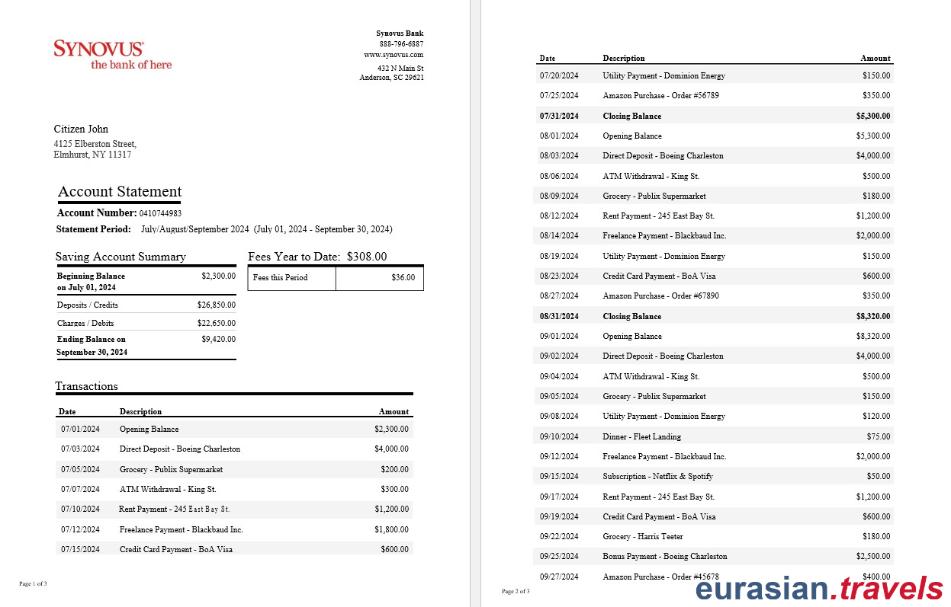 SYNOVUS
the bank of here
Synovus Bank
888-796-6887
www.synovus.com
432 N Main St
Anderson, SC 29621
Citizen John
4125 Elberston Street,
Elmhurst, NY 11317
Account Statement
Account Number: 0410744983
Statement Period: July/August/September 2024 (July 01, 2024 - September 30, 2024)
Saving Account Summary
Beginning Balance $2,300.00
on July 01, 2024
Deposits / Credits $26,850.00
Charges / Debits $22,650.00
Ending Balance on $9,420.00
September 30, 2024
Fees Year to Date: $308.00
Fees this Period $36.00
Transactions
Date Description Amount
07/01/2024 Opening Balance $2,300.00
07/03/2024 Direct Deposit - Boeing Charleston $4,000.00
07/05/2024 Grocery - Publix Supermarket $200.00
07/07/2024 ATM Withdrawal - King St. $300.00
07/10/2024 Rent Payment - 245 East Bay St. $1,200.00
07/12/2024 Freelance Payment - Blackbaud Inc. $1,800.00
07/15/2024 Credit Card Payment - BoA Visa $600.00
Page 1 of 3
Date Description Amount
07/20/2024 Utility Payment - Dominion Energy $150.00
07/25/2024 Amazon Purchase - Order #56789 $350.00
07/31/2024 Closing Balance $5,300.00
08/01/2024 Opening Balance $5,300.00
08/03/2024 Direct Deposit - Boeing Charleston $4,000.00
08/06/2024 ATM Withdrawal - King St. $500.00
08/09/2024 Grocery - Publix Supermarket $180.00
08/12/2024 Rent Payment - 245 East Bay St. $1,200.00
08/14/2024 Freelance Payment - Blackbaud Inc. $2,000.00
08/19/2024 Utility Payment - Dominion Energy $150.00
08/23/2024 Credit Card Payment - BoA Visa $600.00
08/27/2024 Amazon Purchase - Order #67890 $350.00
08/31/2024 Closing Balance $8,320.00
09/01/2024 Opening Balance $8,320.00
09/02/2024 Direct Deposit - Boeing Charleston $4,000.00
09/04/2024 ATM Withdrawal - King St. $500.00
09/05/2024 Grocery - Publix Supermarket $150.00
09/08/2024 Utility Payment - Dominion Energy $120.00
09/10/2024 Dinner - Fleet Landing $75.00
09/12/2024 Freelance Payment - Blackbaud Inc. $2,000.00
09/15/2024 Subscription - Netflix & Spotify $50.00
09/17/2024 Rent Payment - 245 East Bay St. $1,200.00
09/19/2024 Credit Card Payment - BoA Visa $600.00
09/22/2024 Grocery - Harris Teeter $180.00
09/25/2024 Bonus Payment - Boeing Charleston $2,500.00
09/27/2024 Amazon Purchase - Order #45678 $400.00
Page 2 of 3
eurasian.travels